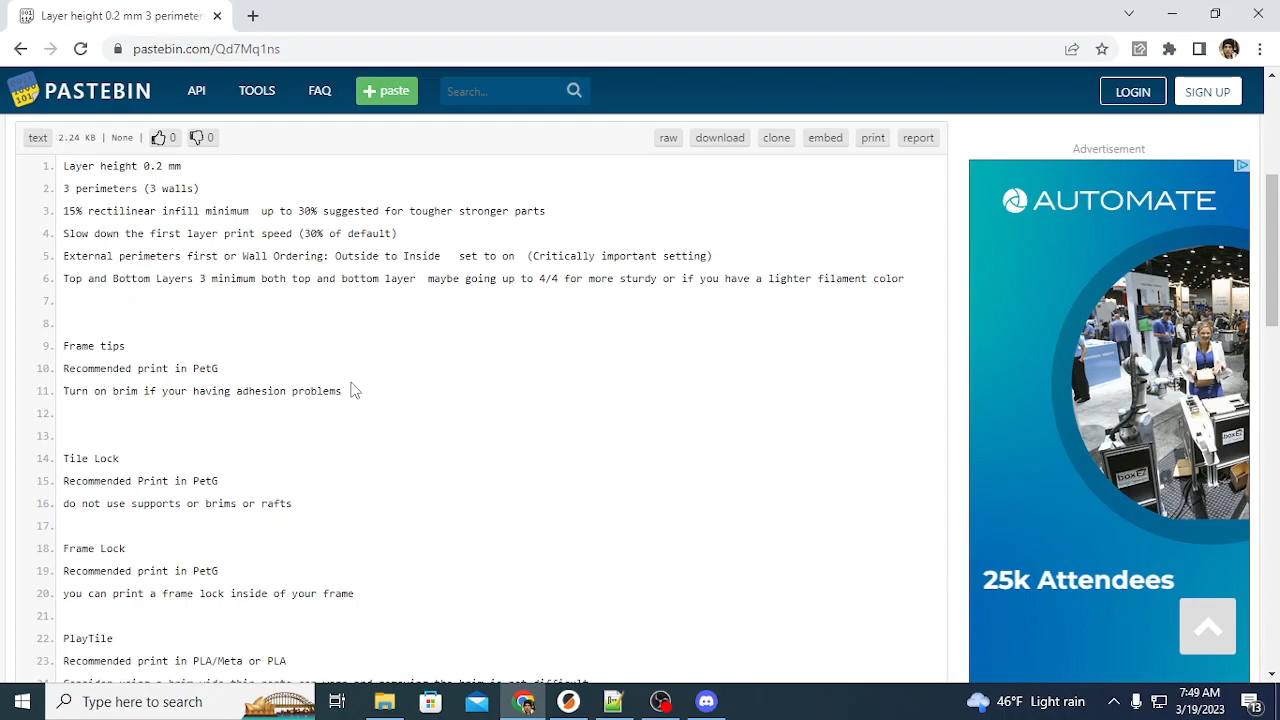 Layer height 0.2 mm 3 perimeter
pastebin.com/Qd7Mq1ns
PASTEBIN
API
TOOLS
FAQ
+ paste
Search...
LOGIN
SIGN UP
text 2.24 KB | None | 0 0
raw download clone embed print report
Advertisement
1. Layer height 0.2 mm
2. 3 perimeters (3 walls)
3. 15% rectilinear infill minimum up to 30% suggested for tougher stronger parts
4. Slow down the first layer print speed (30% of default)
5. External perimeters first or Wall Ordering: Outside to Inside set to on (Critically important setting)
6. Top and Bottom Layers 3 minimum both top and bottom layer maybe going up to 4/4 for more sturdy or if you have a lighter filament color
7.
8.
9. Frame tips
10. Recommended print in PetG
11. Turn on brim if your having adhesion problems
12.
13.
14. Tile Lock
15. Recommended Print in PetG
16. do not use supports or brims or rafts
17.
18. Frame Lock
19. Recommended print in PetG
20. you can print a frame lock inside of your frame
21.
22. PlayTile
23. Recommended print in PLA/Meta or PLA
AUTOMATE
boxEZ
boxEZ
25k Attendees
Type here to search
46°F Light rain
7:49 AM
3/19/2023
13